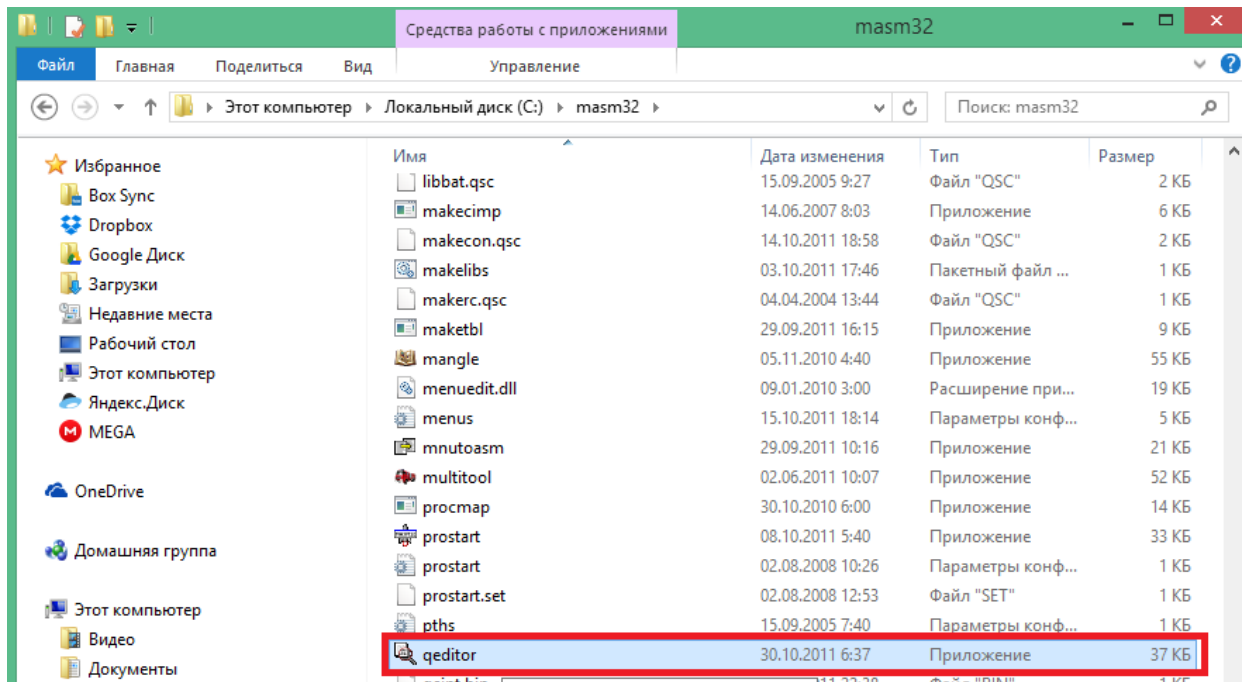 Средства работы с приложениями
masm32
Файл Главная Поделиться Вид Управление
Этот компьютер Локальный диск (C:) masm32 Поиск: masm32
Имя Дата изменения Тип Размер
Избранное
Box Sync
Dropbox
Google Диск
Загрузки
Недавние места
Рабочий стол
Этот компьютер
Яндекс.Диск
MEGA
OneDrive
Домашняя группа
Этот компьютер
Видео
Документы
libbat.qsc 15.09.2005 9:27 Файл "QSC" 2 КБ
makecimp 14.06.2007 8:03 Приложение 6 КБ
makecon.qsc 14.10.2011 18:58 Файл "QSC" 2 КБ
makelibs 03.10.2011 17:46 Пакетный файл ... 1 КБ
makerc.qsc 04.04.2004 13:44 Файл "QSC" 1 КБ
maketbl 29.09.2011 16:15 Приложение 9 КБ
mangle 05.11.2010 4:40 Приложение 55 КБ
menuedit.dll 09.01.2010 3:00 Расширение при... 19 КБ
menus 15.10.2011 18:14 Параметры конф... 5 КБ
mnutoasm 29.09.2011 10:16 Приложение 21 КБ
multitool 02.06.2011 10:07 Приложение 52 КБ
procmap 30.10.2010 6:00 Приложение 14 КБ
prostart 08.10.2011 5:40 Приложение 33 КБ
prostart 02.08.2008 10:26 Параметры конф... 1 КБ
prostart.set 02.08.2008 12:53 Файл "SET" 1 КБ
pths 15.09.2005 7:40 Параметры конф... 1 КБ
qeditor 30.10.2011 6:37 Приложение 37 КБ